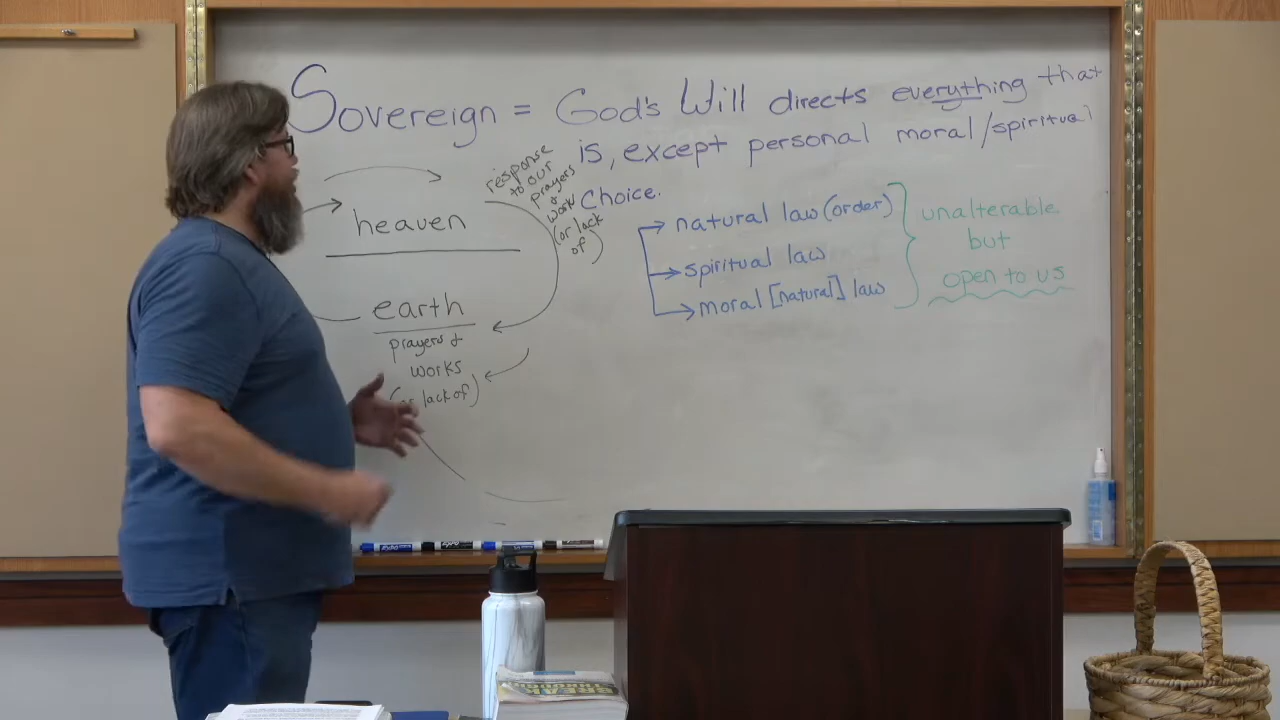 Sovereign = God's Will directs everything that
is, except personal moral/spiritual
choice.
response
to our
prayers
+
work
(or lack
of)
heaven
earth
prayers +
works
(or lack of)
natural law (order)
spiritual law
moral [natural] law
unalterable
but
open to us